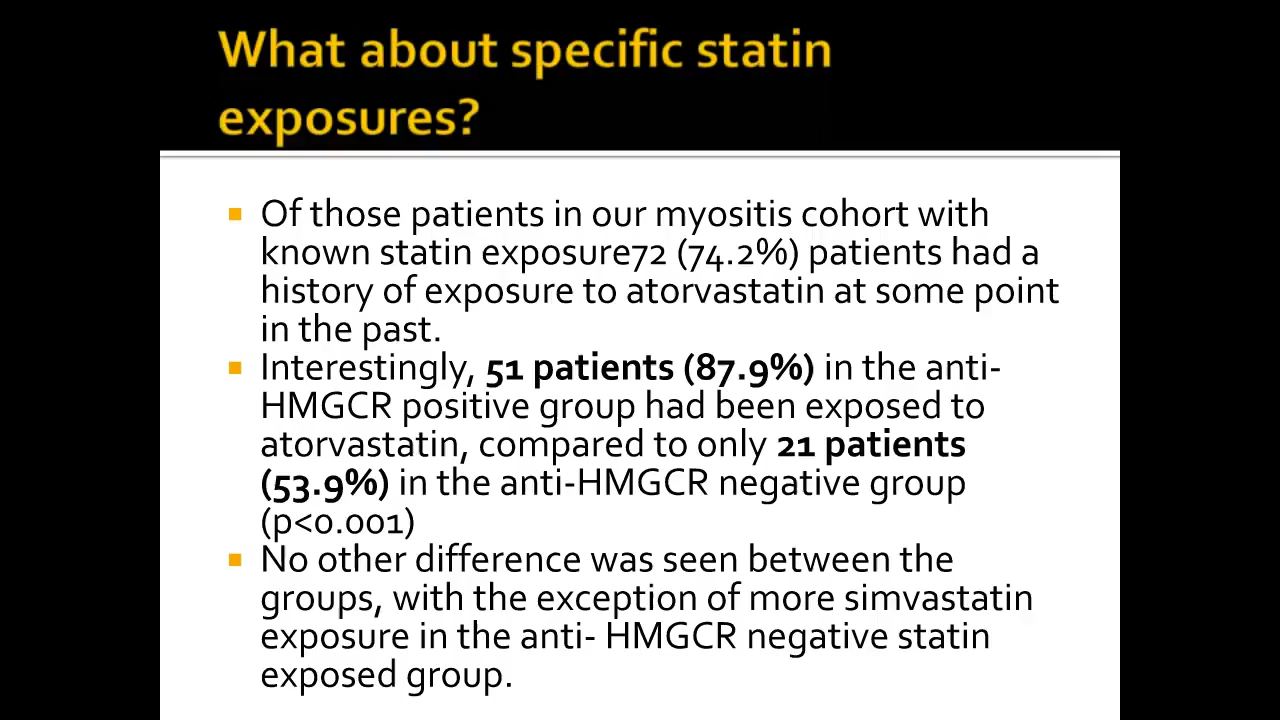 What about specific statin
exposures?
▪ Of those patients in our myositis cohort with
known statin exposure72 (74.2%) patients had a
history of exposure to atorvastatin at some point
in the past.
▪ Interestingly, 51 patients (87.9%) in the anti-
HMGCR positive group had been exposed to
atorvastatin, compared to only 21 patients
(53.9%) in the anti-HMGCR negative group
(p<0.001)
▪ No other difference was seen between the
groups, with the exception of more simvastatin
exposure in the anti- HMGCR negative statin
exposed group.